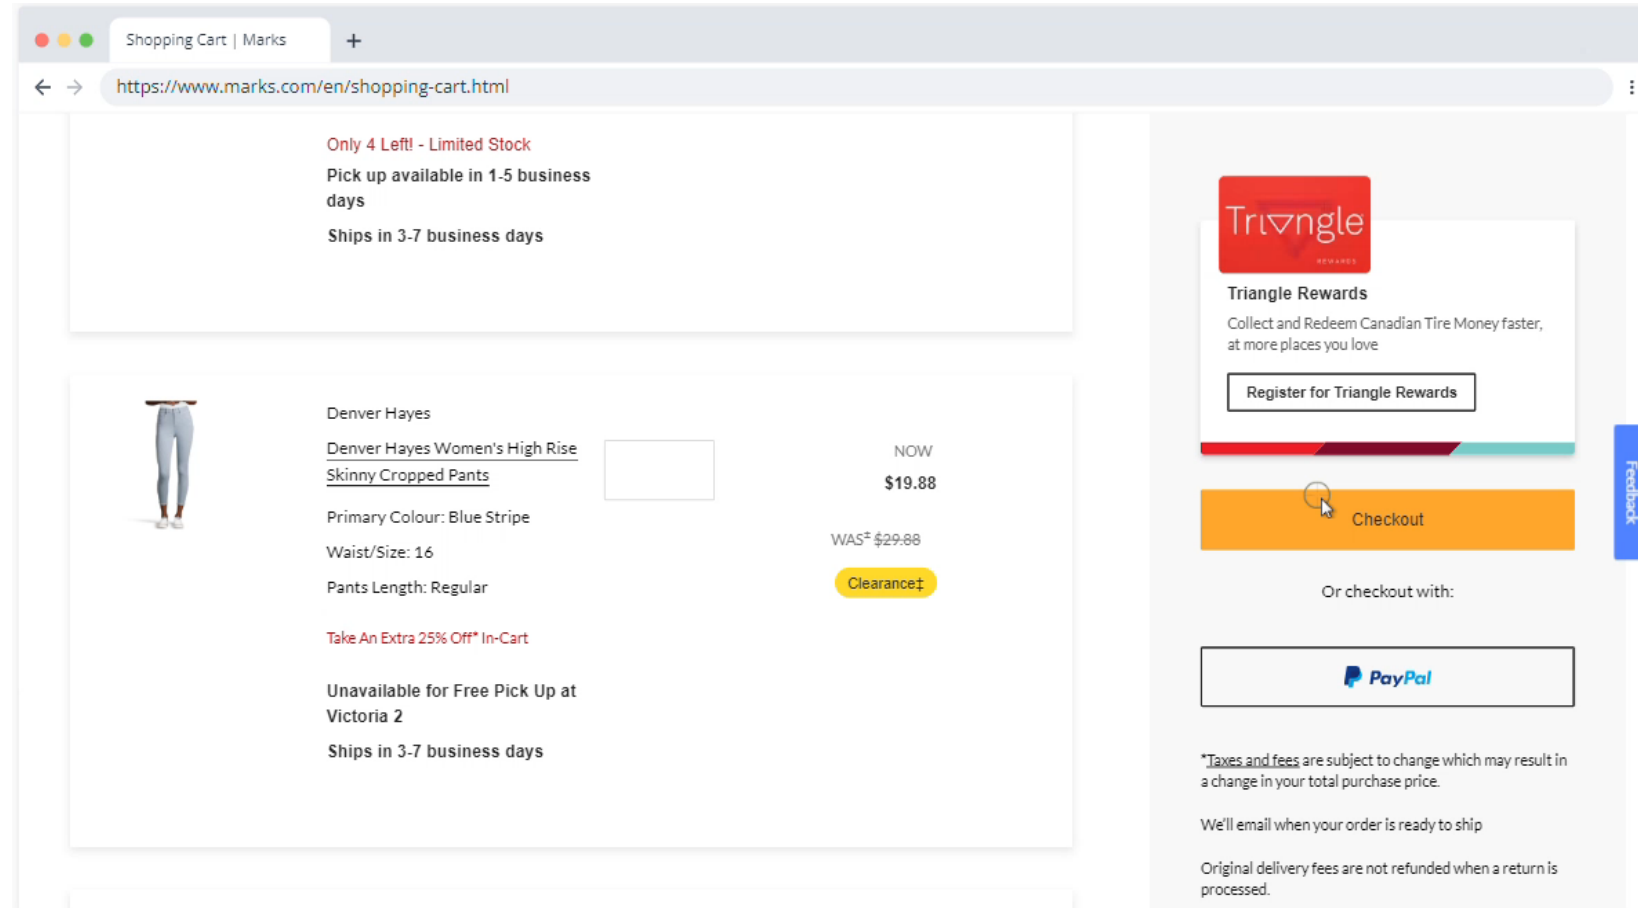 Shopping Cart | Marks
https://www.marks.com/en/shopping-cart.html
Only 4 Left! - Limited Stock
Pick up available in 1-5 business
days
Ships in 3-7 business days
Denver Hayes
Denver Hayes Women's High Rise
Skinny Cropped Pants
Primary Colour: Blue Stripe
Waist/Size: 16
Pants Length: Regular
Take An Extra 25% Off* In-Cart
Unavailable for Free Pick Up at
Victoria 2
Ships in 3-7 business days
NOW
$19.88
WAS‡ $29.88
Clearance‡
Triangle
REWARDS
Triangle Rewards
Collect and Redeem Canadian Tire Money faster,
at more places you love
Register for Triangle Rewards
Checkout
Or checkout with:
PayPal
*Taxes and fees are subject to change which may result in
a change in your total purchase price.
We'll email when your order is ready to ship
Original delivery fees are not refunded when a return is
processed.
Feedback